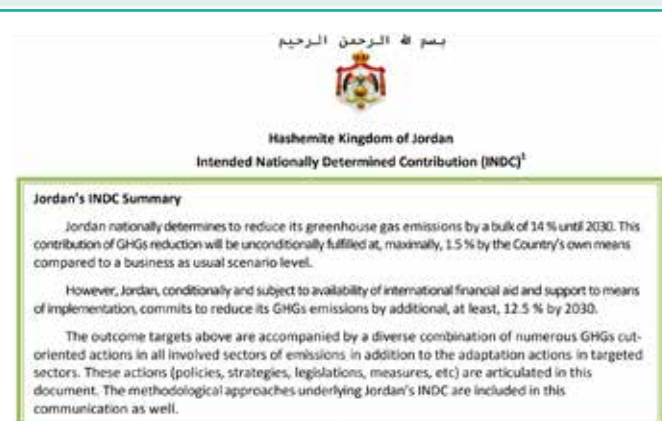 بسم الله الرحمن الرحيم
Hashemite Kingdom of Jordan
Intended Nationally Determined Contribution (INDC)¹
Jordan's INDC Summary
Jordan nationally determines to reduce its greenhouse gas emissions by a bulk of 14 % until 2030. This
contribution of GHGs reduction will be unconditionally fulfilled at, maximally, 1.5 % by the Country's own means
compared to a business as usual scenario level.
However, Jordan, conditionally and subject to availability of international financial aid and support to means
of implementation, commits to reduce its GHGs emissions by additional, at least, 12.5 % by 2030.
The outcome targets above are accompanied by a diverse combination of numerous GHGs cut-
oriented actions in all involved sectors of emissions in addition to the adaptation actions in targeted
sectors. These actions (policies, strategies, legislations, measures, etc) are articulated in this
document. The methodological approaches underlying Jordan's INDC are included in this
communication as well.